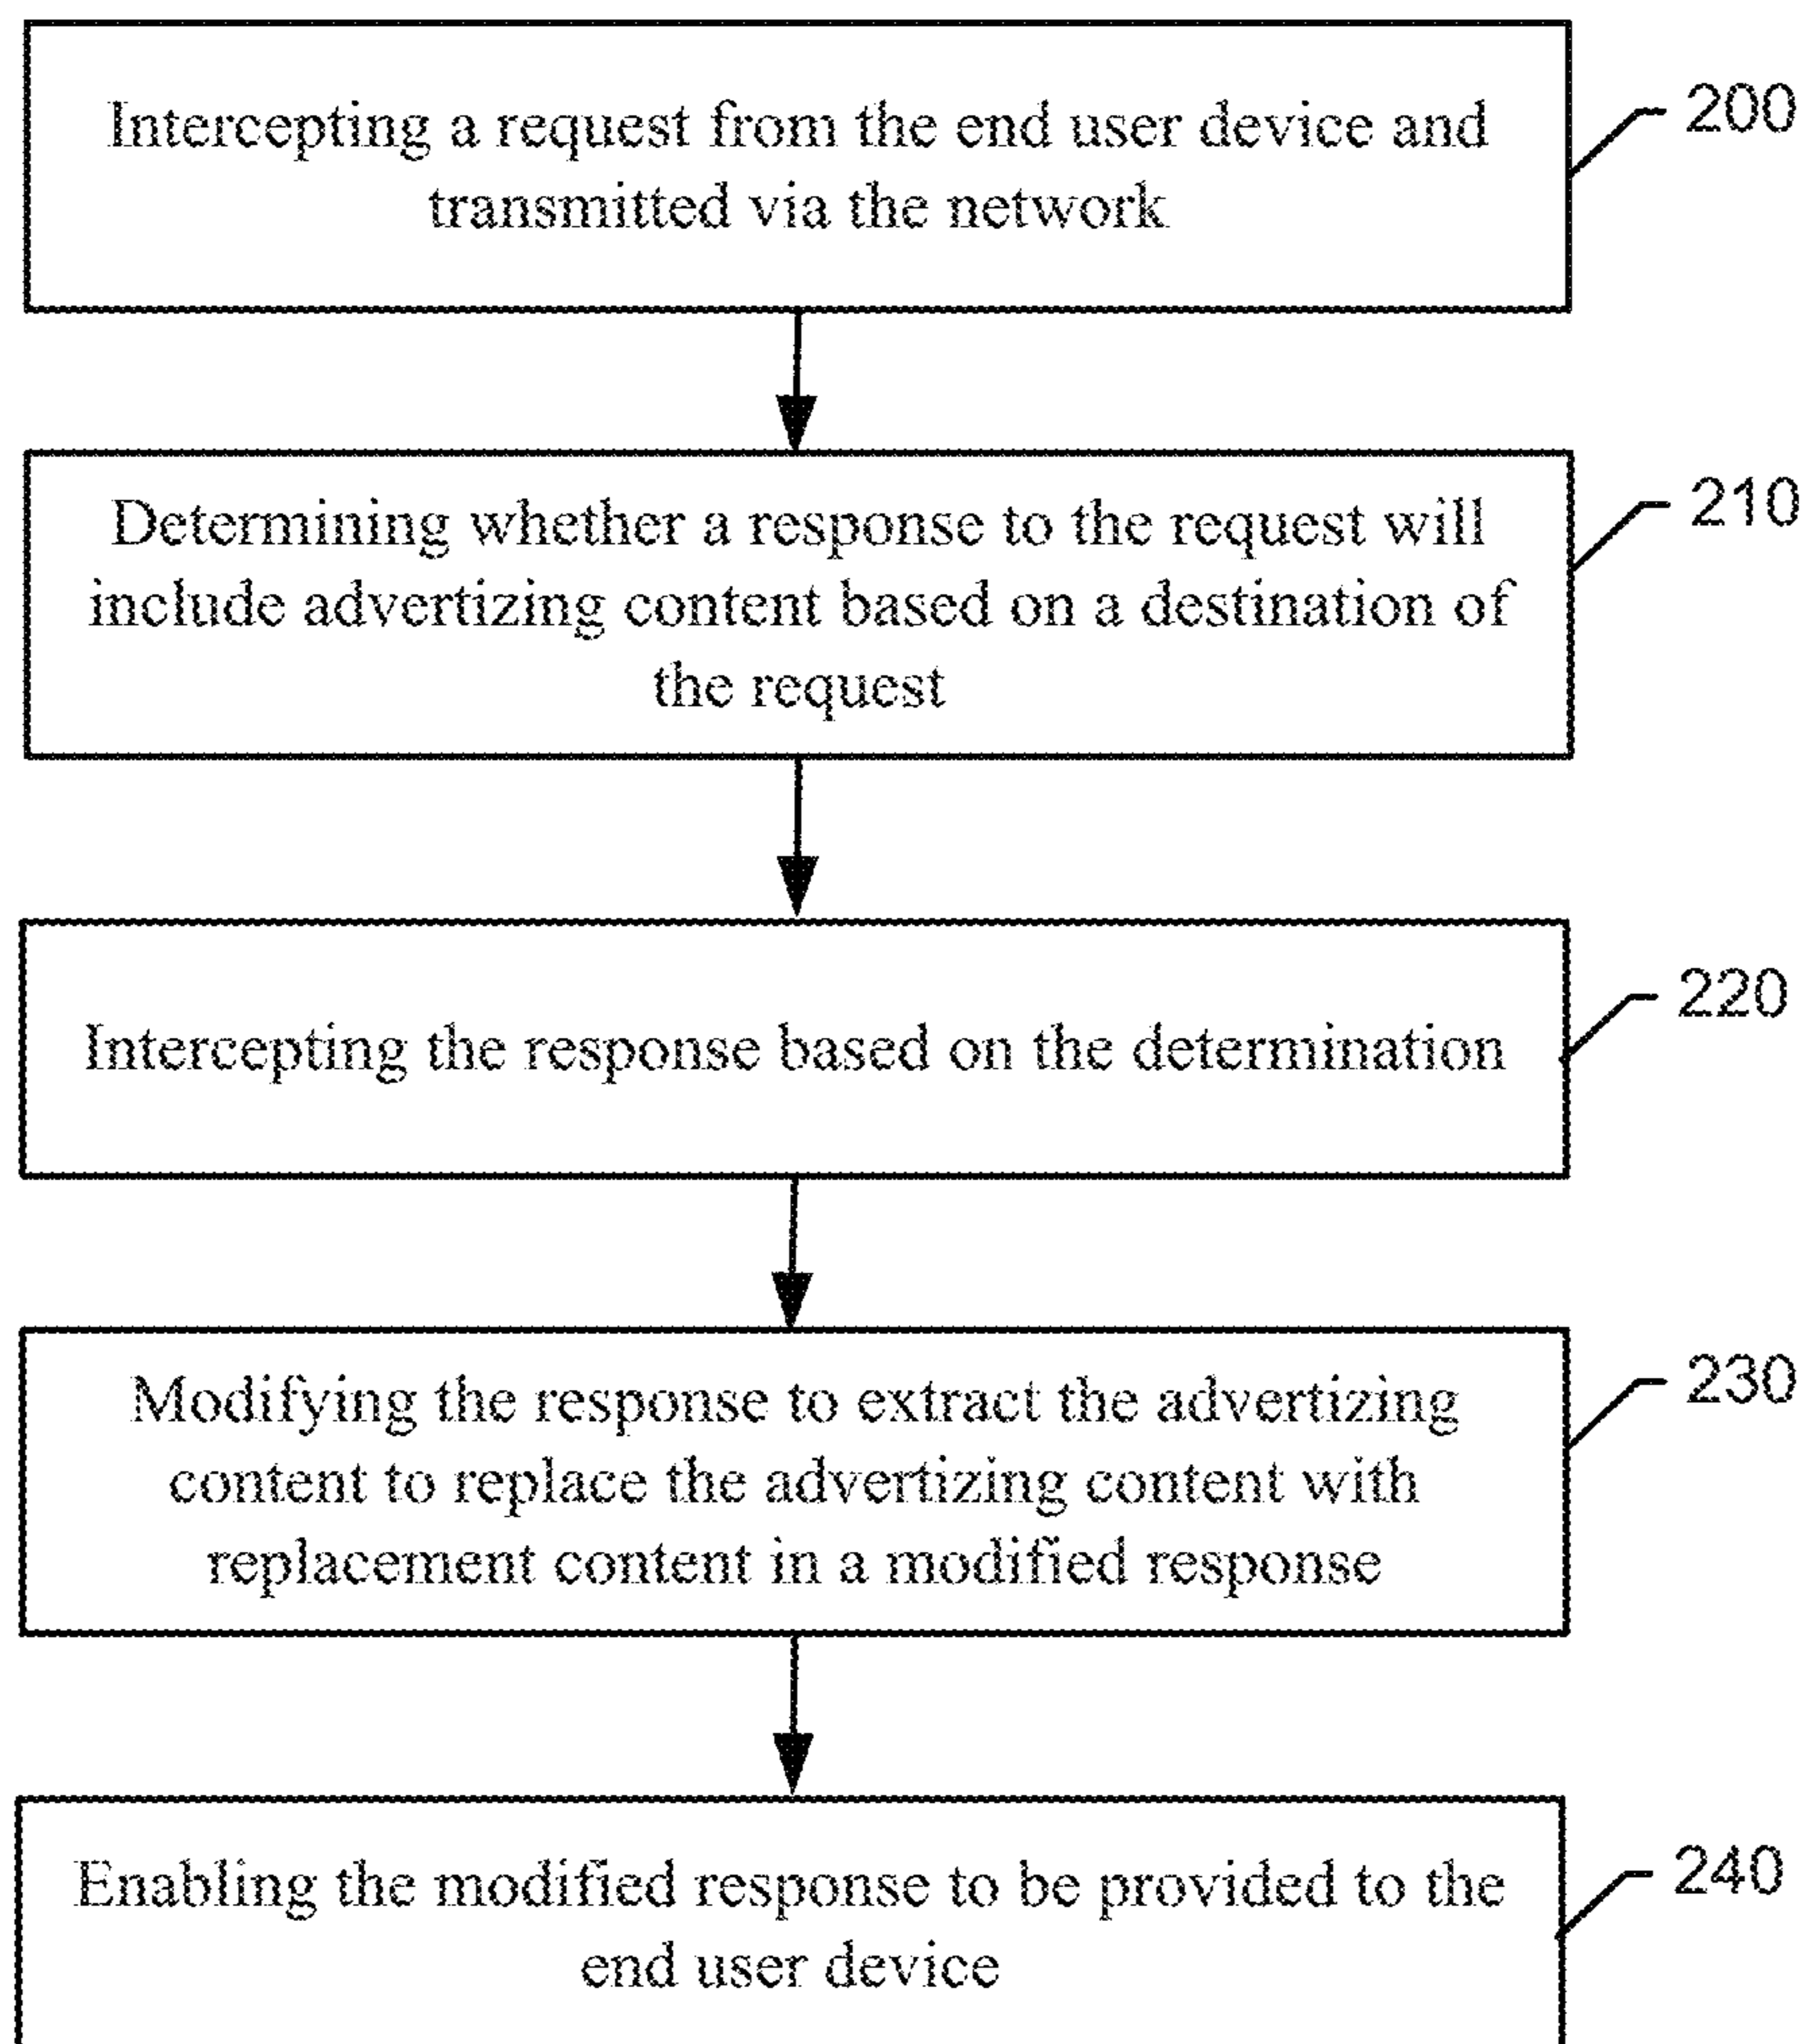 Intercepting a request from the end user device and
transmitted via the network
200
Determining whether a response to the request will
include advertizing content based on a destination of
the request
210
Intercepting the response based on the determination
220
Modifying the response to extract the advertizing
content to replace the advertizing content with
replacement content in a modified response
230
Enabling the modified response to be provided to the
end user device
240